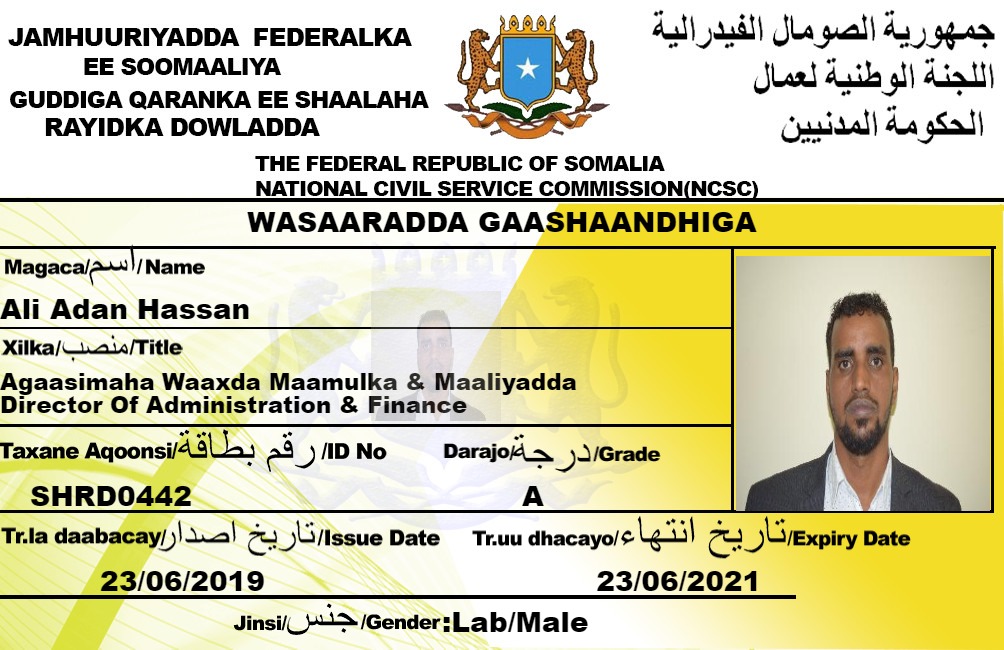 JAMHUURIYADDA FEDERALKA
EE SOOMAALIYA
GUDDIGA QARANKA EE SHAALAHA
RAYIDKA DOWLADDA
جمهورية الصومال الفيدرالية
اللجنة الوطنية لعمال
الحكومة المدنيين
THE FEDERAL REPUBLIC OF SOMALIA
NATIONAL CIVIL SERVICE COMMISSION(NCSC)
WASAARADDA GAASHAANDHIGA
Magaca/اسم/Name
Ali Adan Hassan
Xilka/منصب/Title
Agaasimaha Waaxda Maamulka & Maaliyadda
Director Of Administration & Finance
Taxane Aqoonsi/رقم بطاقة/ID No Darajo/درجة/Grade
SHRD0442 A
Tr.la daabacay/تاريخ اصدار/Issue Date Tr.uu dhacayo/تاريخ انتهاء/Expiry Date
23/06/2019 23/06/2021
Jinsi/جنس/Gender:Lab/Male